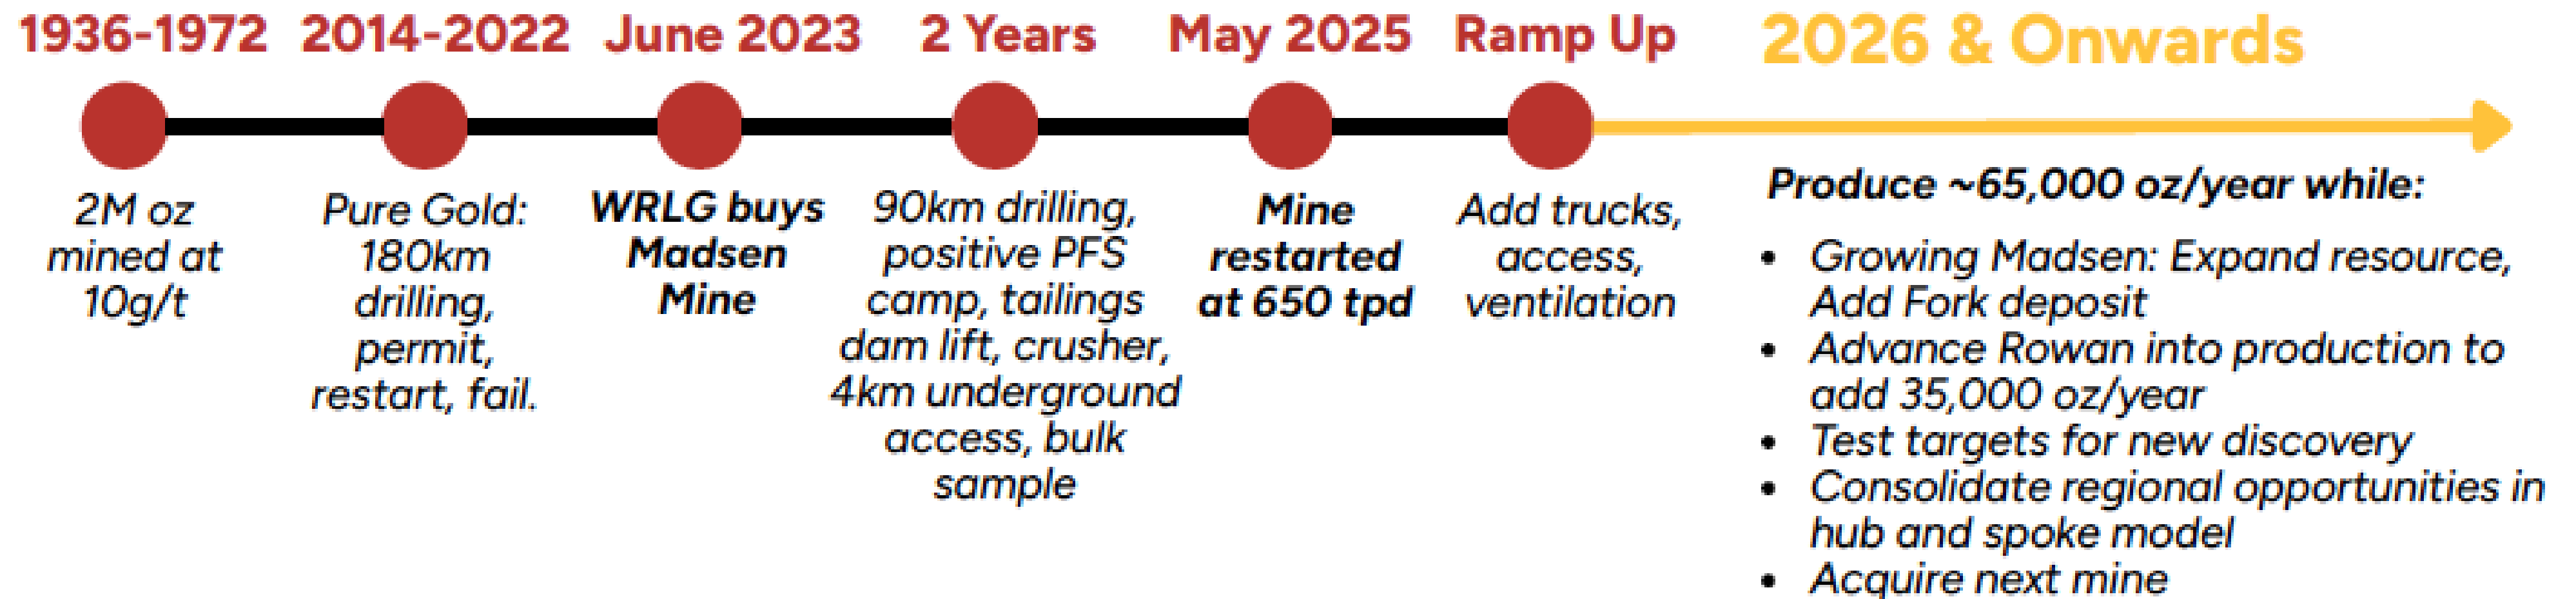 1936-1972
2M oz
mined at
10g/t
2014-2022
Pure Gold:
180km
drilling,
permit,
restart, fail.
June 2023
WRLG buys
Madsen
Mine
2 Years
90km drilling,
positive PFS
camp, tailings
dam lift, crusher,
4km underground
access, bulk
sample
May 2025
Mine
restarted
at 650 tpd
Ramp Up
Add trucks,
access,
ventilation
2026 & Onwards
Produce ~65,000 oz/year while:
• Growing Madsen: Expand resource,
Add Fork deposit
• Advance Rowan into production to
add 35,000 oz/year
• Test targets for new discovery
• Consolidate regional opportunities in
hub and spoke model
• Acquire next mine